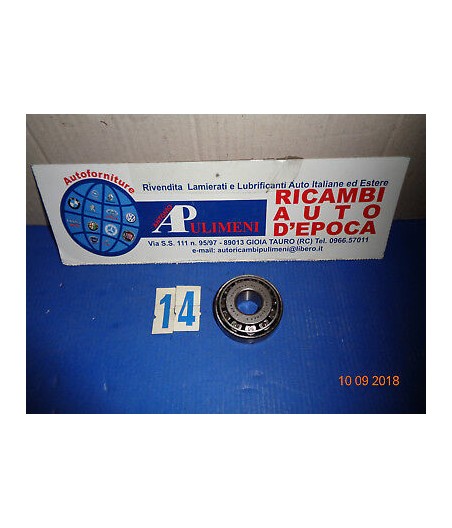 Autoforniture
Rivendita Lamierati e Lubrificanti Auto Italiane ed Estere
PULIMENI
RICAMBI
AUTO
D'EPOCA
Via S.S. 111 n. 95/97 - 89013 GIOIA TAURO (RC) Tel. 0966.57011
e-mail: autoricambipulimeni@libero.it
14
10 09 2018